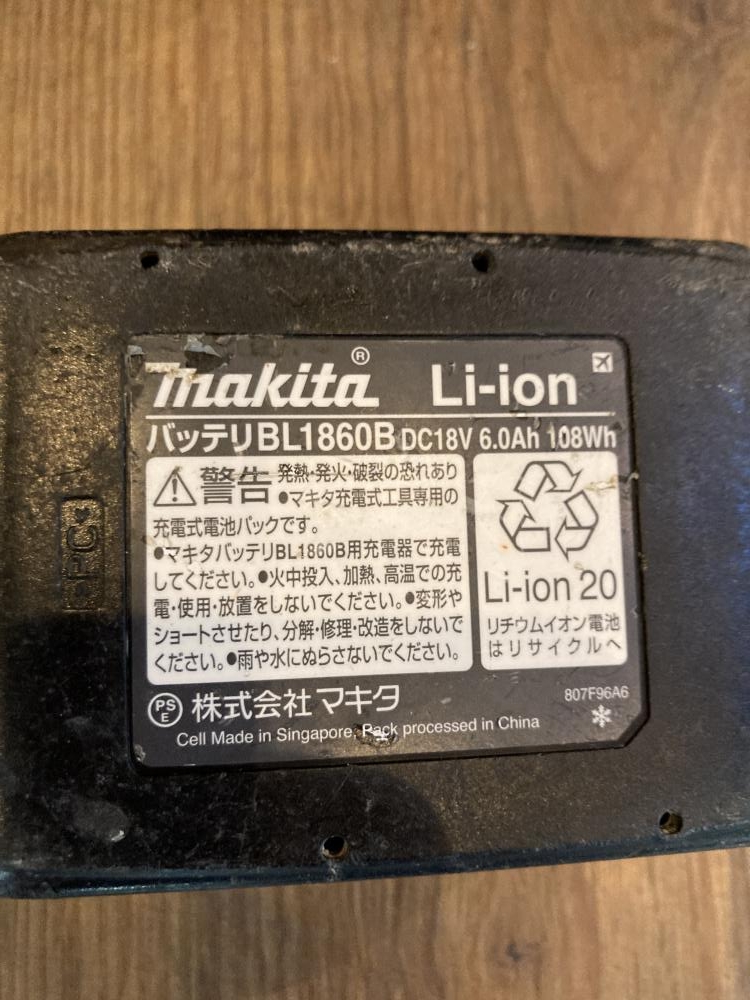 makita® Li-ion
バッテリBL1860B DC18V 6.0Ah 108Wh
警告 発熱・発火・破裂の恐れあり
●マキタ充電式工具専用の
充電式電池パックです。
●マキタバッテリBL1860B用充電器で充電
してください。●火中投入、加熱、高温での充
電・使用・放置をしないでください。●変形や
ショートさせたり、分解・修理・改造をしないで
ください。●雨や水にぬらさないでください。
Li-ion 20
リチウムイオン電池
はリサイクルへ
PS
E
株式会社マキタ
807F96A6
Cell Made in Singapore, Pack processed in China
>PC<